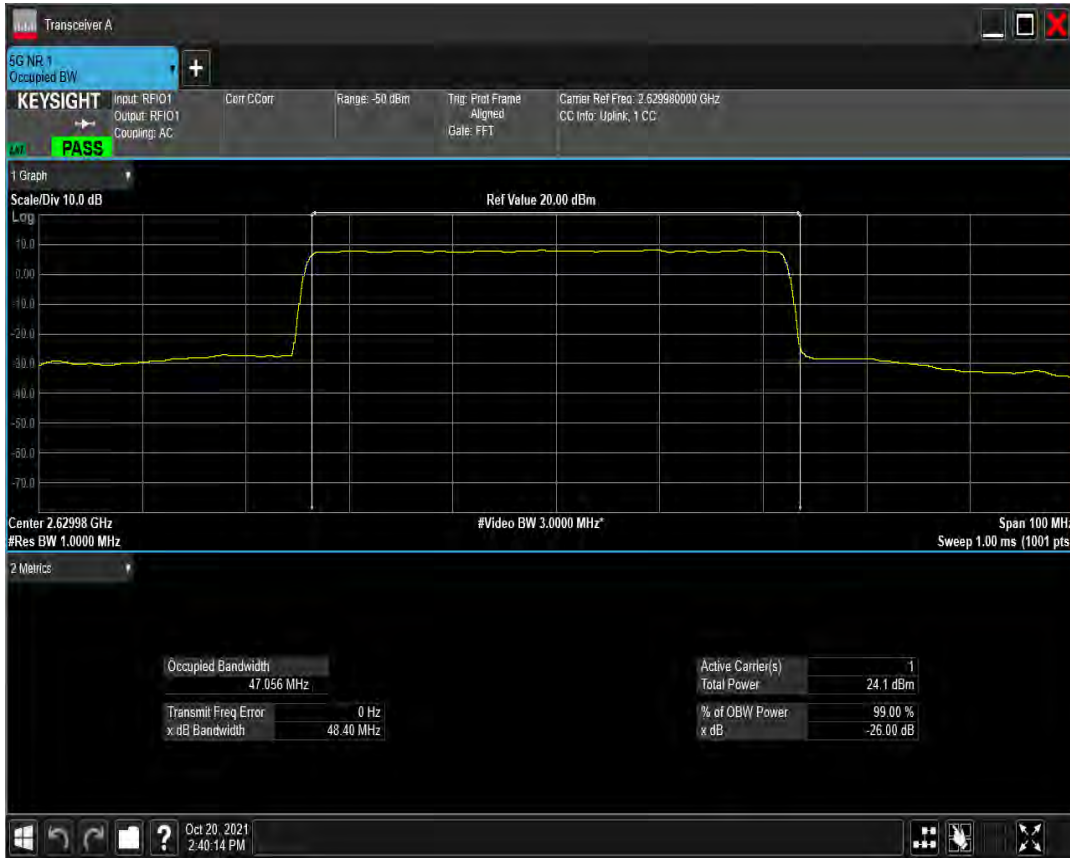 Transceiver A
5G NR 1
Occupied BW
KEYSIGHT
Input: RFIO1
Output: RFIO1
Coupling: AC
Corr CCorr
Range: -50 dBm
Trig: Prot Frame
Aligned
Gate: FFT
Carrier Ref Freq: 2.629980000 GHz
CC Info: Uplink, 1 CC
PASS
1 Graph
Scale/Div 10.0 dB
Ref Value 20.00 dBm
Log
10.0
0.00
-10.0
-20.0
-30.0
-40.0
-50.0
-60.0
-70.0
Center 2.62998 GHz
#Video BW 3.0000 MHz*
Span 100 MHz
#Res BW 1.0000 MHz
Sweep 1.00 ms (1001 pts
2 Metrics
Occupied Bandwidth
47.056 MHz
Transmit Freq Error 0 Hz
x dB Bandwidth 48.40 MHz
Active Carrier(s) 1
Total Power 24.1 dBm
% of OBW Power 99.00 %
x dB -26.00 dB
?
Oct 20, 2021
2:40:14 PM